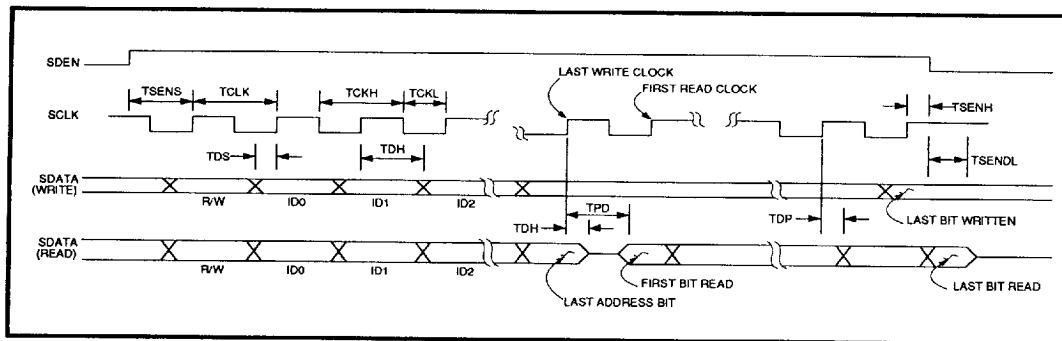 SDEN
LAST WRITE CLOCK
FIRST READ CLOCK
TSENS TCLK TCKH TCKL TSENH
SCLK
TDS TDH TSENDL
SDATA
(WRITE)
R/W ID0 ID1 ID2 TPD TDP LAST BIT WRITTEN
TDH
SDATA
(READ)
R/W ID0 ID1 ID2 FIRST BIT READ LAST BIT READ
LAST ADDRESS BIT